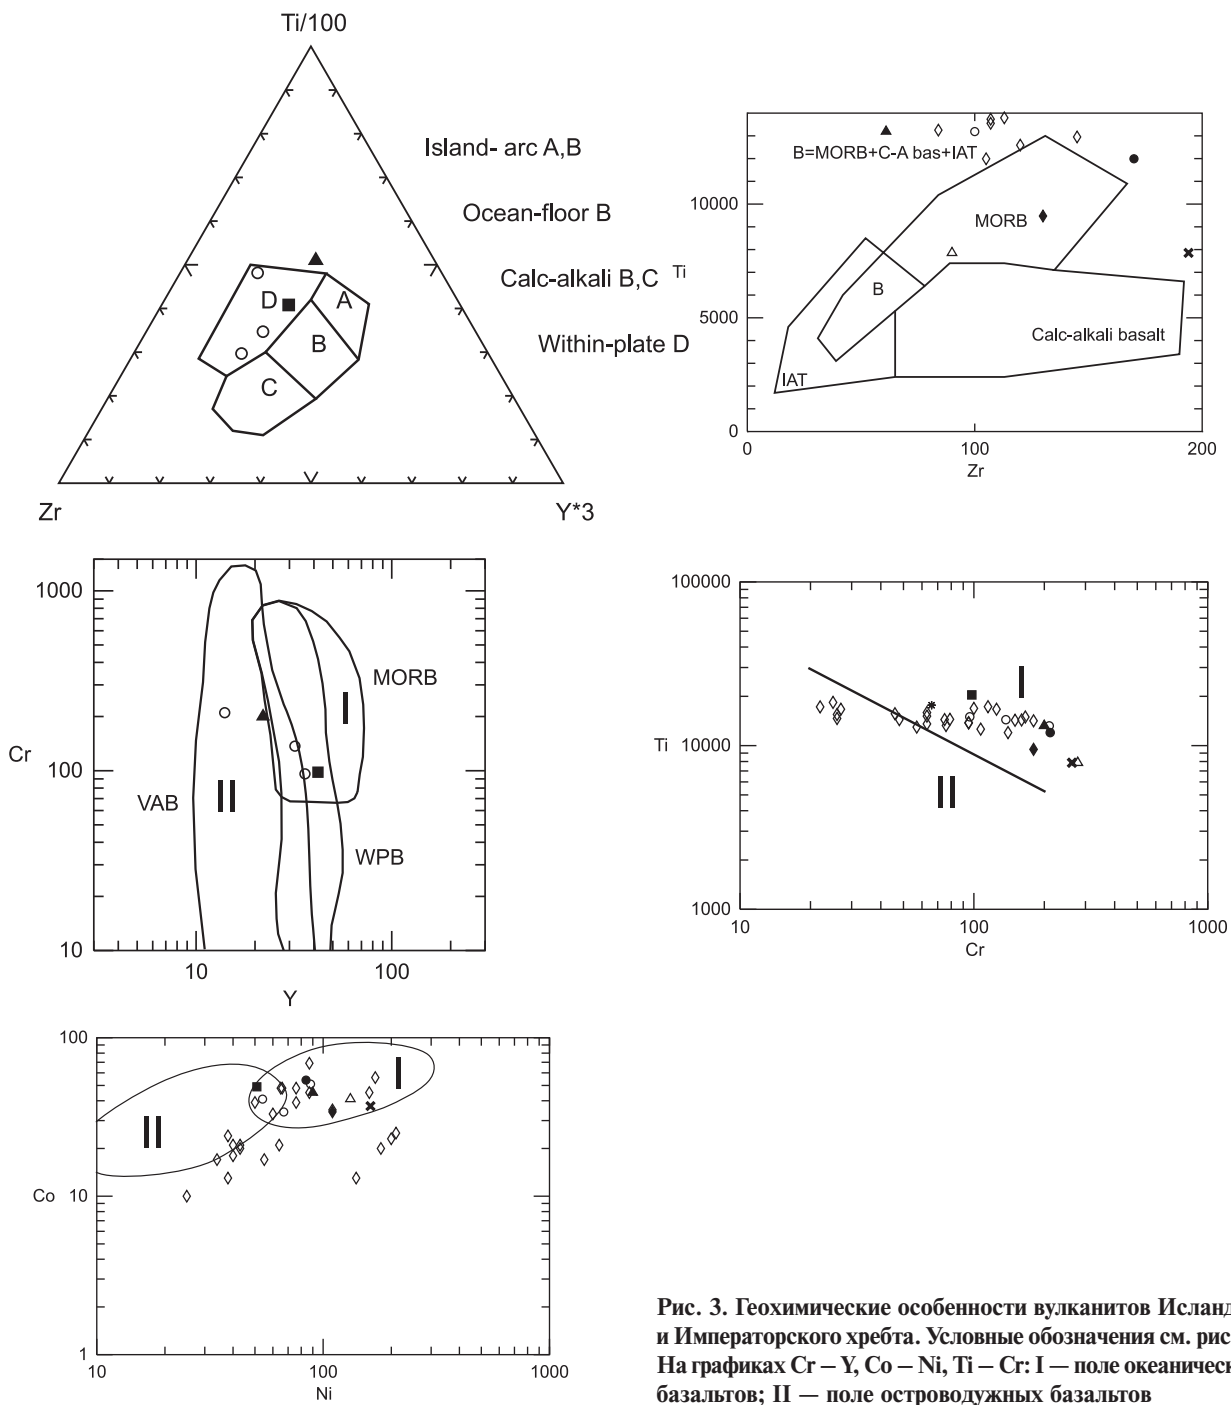 Ti/100
Island- arc A,B
Ocean-floor B
Calc-alkali B,C
Within-plate D
D
A
B
C
Zr
Y*3
B=MORB+C-A bas+IAT
10000
MORB
Ti
B
5000
Calc-alkali basalt
IAT
0
0
100
200
Zr
1000
MORB
I
Cr
100
VAB
II
WPB
10
10
100
Y
100000
I
Ti
10000
II
1000
10
100
1000
Cr
100
I
II
Co
10
1
10
100
1000
Ni
Рис. 3. Геохимические особенности вулканитов Исланд
и Императорского хребта. Условные обозначения см. рис
На графиках Cr – Y, Co – Ni, Ti – Cr: I — поле океаническ
базальтов; II — поле островодужных базальтов